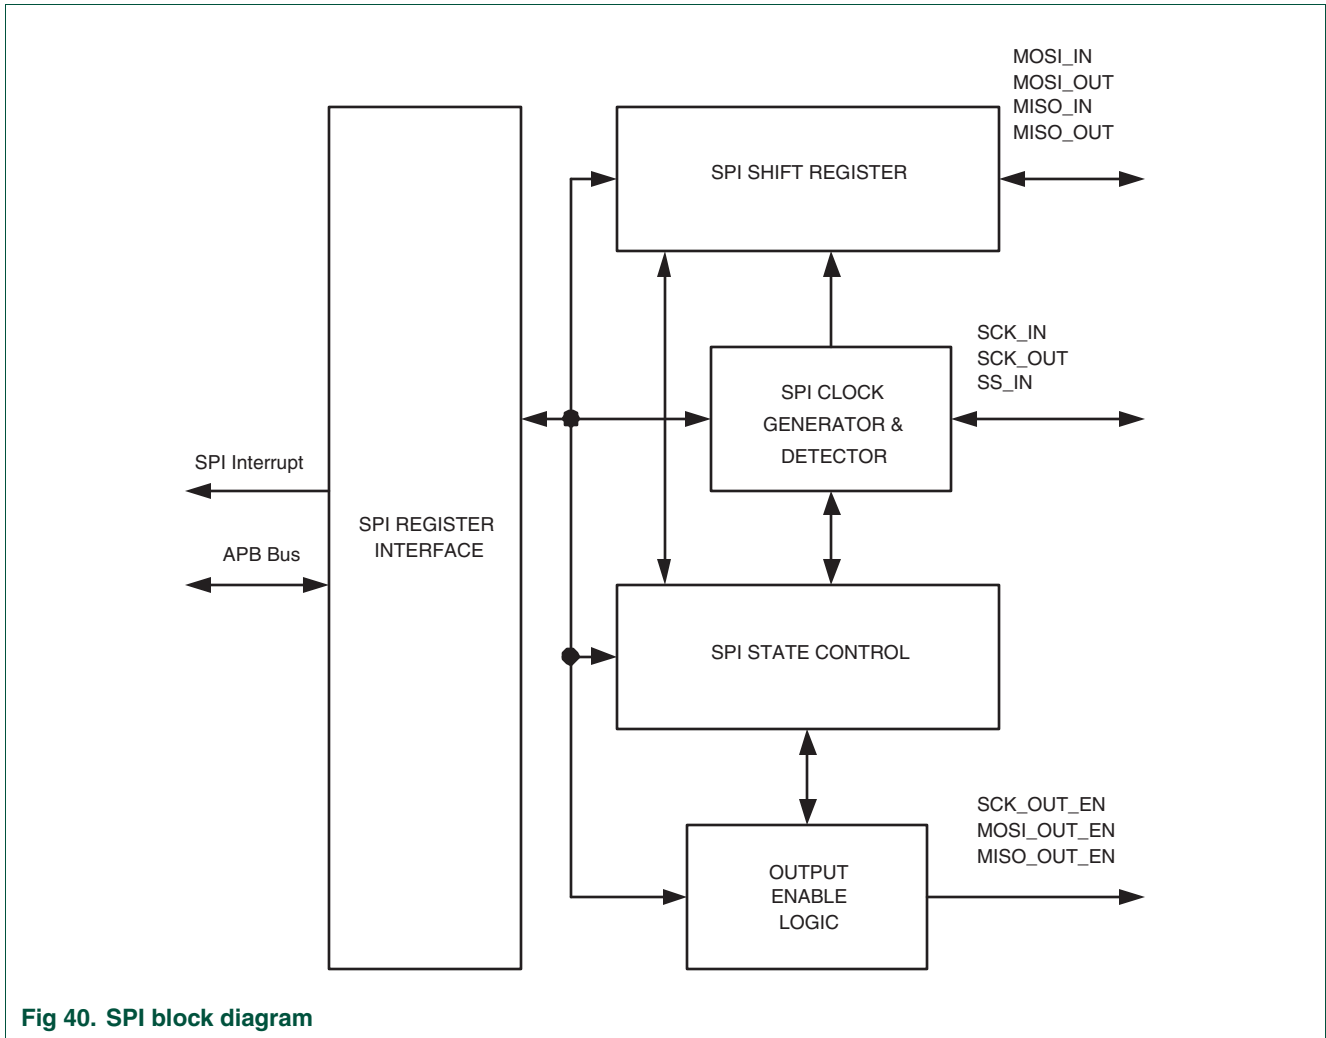 MOSI_IN
MOSI_OUT
MISO_IN
MISO_OUT
SPI SHIFT REGISTER
SCK_IN
SCK_OUT
SS_IN
SPI CLOCK
GENERATOR &
DETECTOR
SPI Interrupt
APB Bus
SPI REGISTER
INTERFACE
SPI STATE CONTROL
SCK_OUT_EN
MOSI_OUT_EN
MISO_OUT_EN
OUTPUT
ENABLE
LOGIC
Fig 40. SPI block diagram